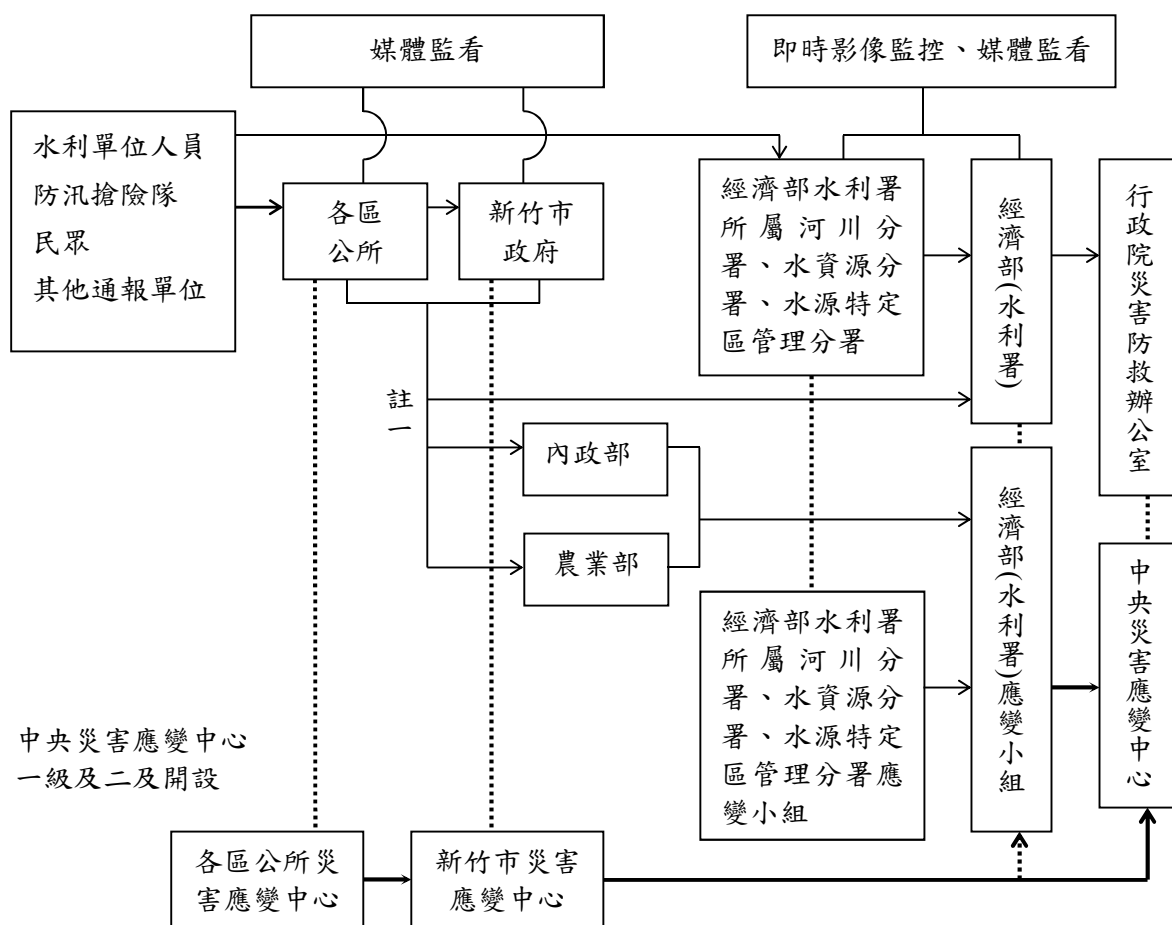 媒體監看
即時影像監控、媒體監看
水利單位人員
防汛搶險隊
民眾
其他通報單位
各區
公所
新竹市
政府
經濟部水利署
所屬河川分
署、水資源分
署、水源特定
區管理分署
經濟部(水利署)
行政院災害防救辦公室
註一
內政部
農業部
經濟部水利署
所屬河川分
署、水資源分
署、水源特定
區管理分署應
變小組
經濟部(水利署)應變小組
中央災害應變中心
中央災害應變中心
一級及二及開設
各區公所災
害應變中心
新竹市災害
應變中心